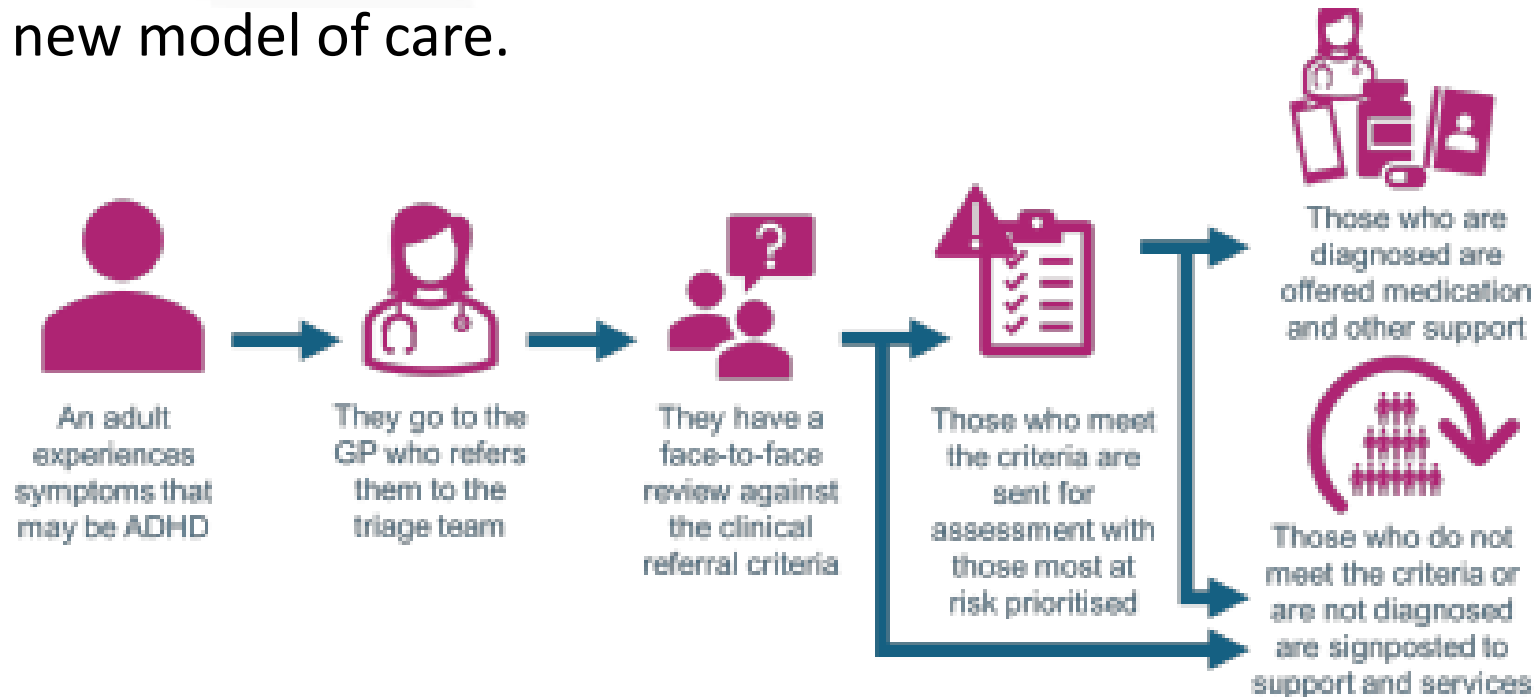 new model of care.
An adult
experiences
symptoms that
may be ADHD
They go to the
GP who refers
them to the
triage team
They have a
face-to-face
review against
the clinical
referral criteria
Those who meet
the criteria are
sent for
assessment with
those most at
risk prioritised
Those who are
diagnosed are
offered medication
and other support
Those who do not
meet the criteria or
are not diagnosed
are signposted to
support and services